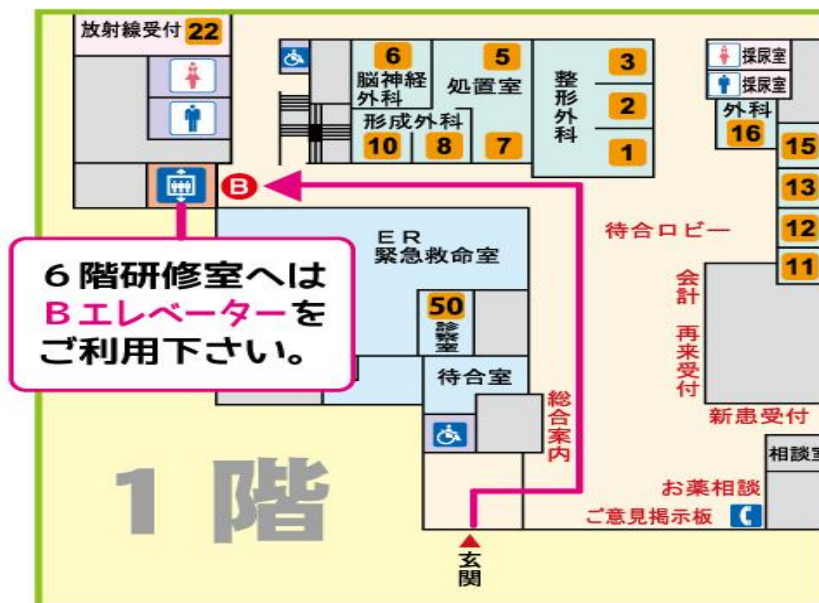 放射線受付 22
6
脳神経
外科
5
処置室
形成外科
10
8
7
整形外科
3
2
1
採尿室
採尿室
外科
16
15
13
12
11
B
6階研修室へは
Bエレベーターを
ご利用下さい。
ER
緊急救命室
50
診察室
待合室
待合ロビー
会計
再来受付
新患受付
総合案内
相談室
お薬相談
ご意見掲示板
1階
玄関